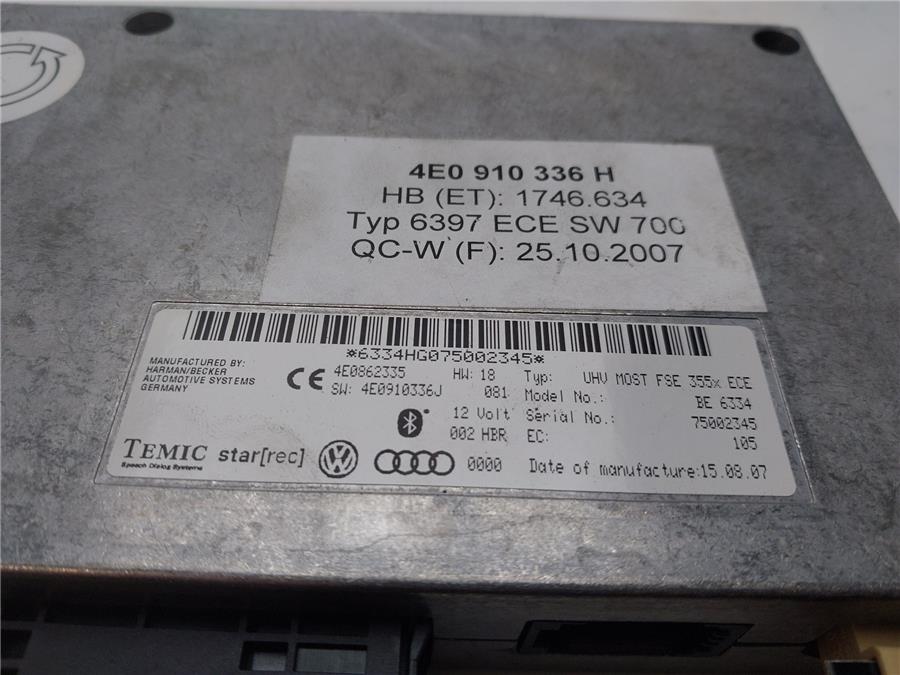 4E0 910 336 H
HB (ET): 1746.634
Typ 6397 ECE SW 700
QC-W (F): 25.10.2007
*6334HG075002345*
MANUFACTURED BY:
HARMAN/BECKER
AUTOMOTIVE SYSTEMS
GERMANY
CE
4E0862335 HW: 18
SW: 4E0910336J 081
Typ: UHV MOST FSE 355x ECE
Model No.: BE 6334
12 Volt Serial No.: 75002345
002 HBR EC: 105
TEMIC star[rec] 0000 Date of manufacture:15.08.07
Speech Dialog Systems